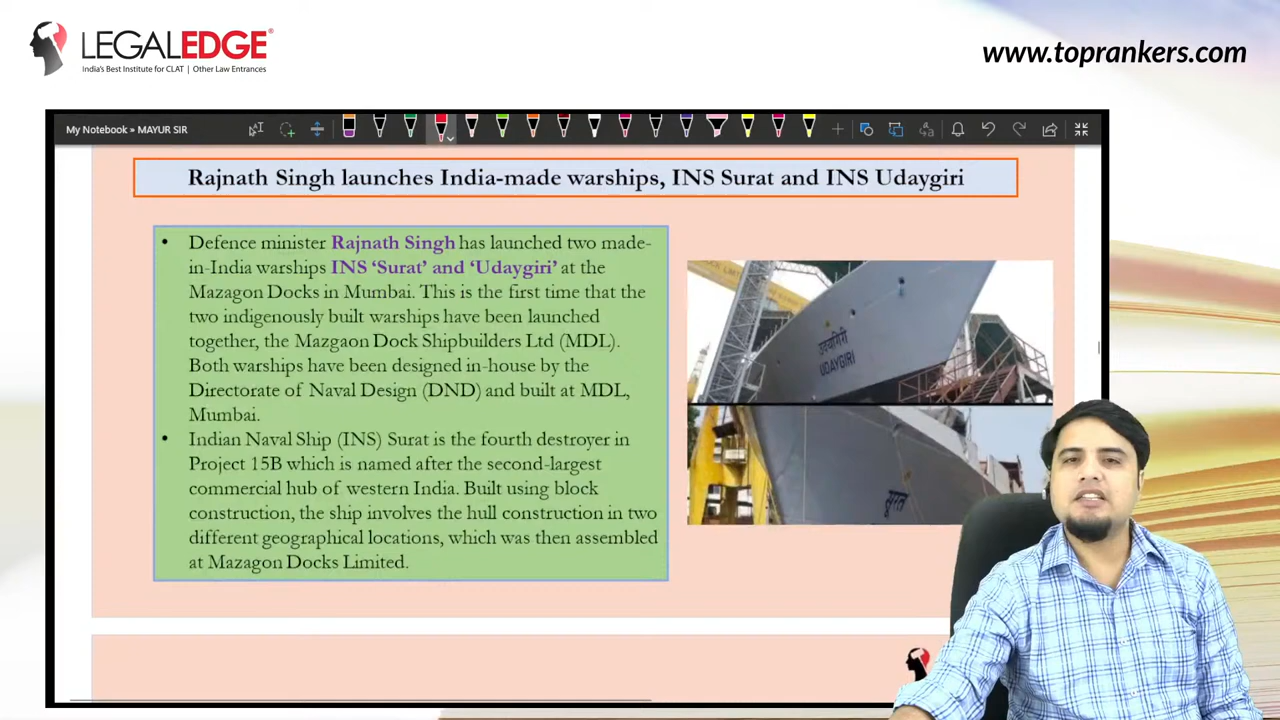 LEGALEDGE
India's Best Institute for CLAT | Other Law Entrances
www.toprankers.com
My Notebook » MAYUR SIR
Rajnath Singh launches India-made warships, INS Surat and INS Udaygiri
• Defence minister Rajnath Singh has launched two made-
in-India warships INS ‘Surat’ and ‘Udaygiri’ at the
Mazagon Docks in Mumbai. This is the first time that the
two indigenously built warships have been launched
together, the Mazgaon Dock Shipbuilders Ltd (MDL).
Both warships have been designed in-house by the
Directorate of Naval Design (DND) and built at MDL,
Mumbai.
• Indian Naval Ship (INS) Surat is the fourth destroyer in
Project 15B which is named after the second-largest
commercial hub of western India. Built using block
construction, the ship involves the hull construction in two
different geographical locations, which was then assembled
at Mazagon Docks Limited.
उदयगिरी
UDAYGIRI
सूरत